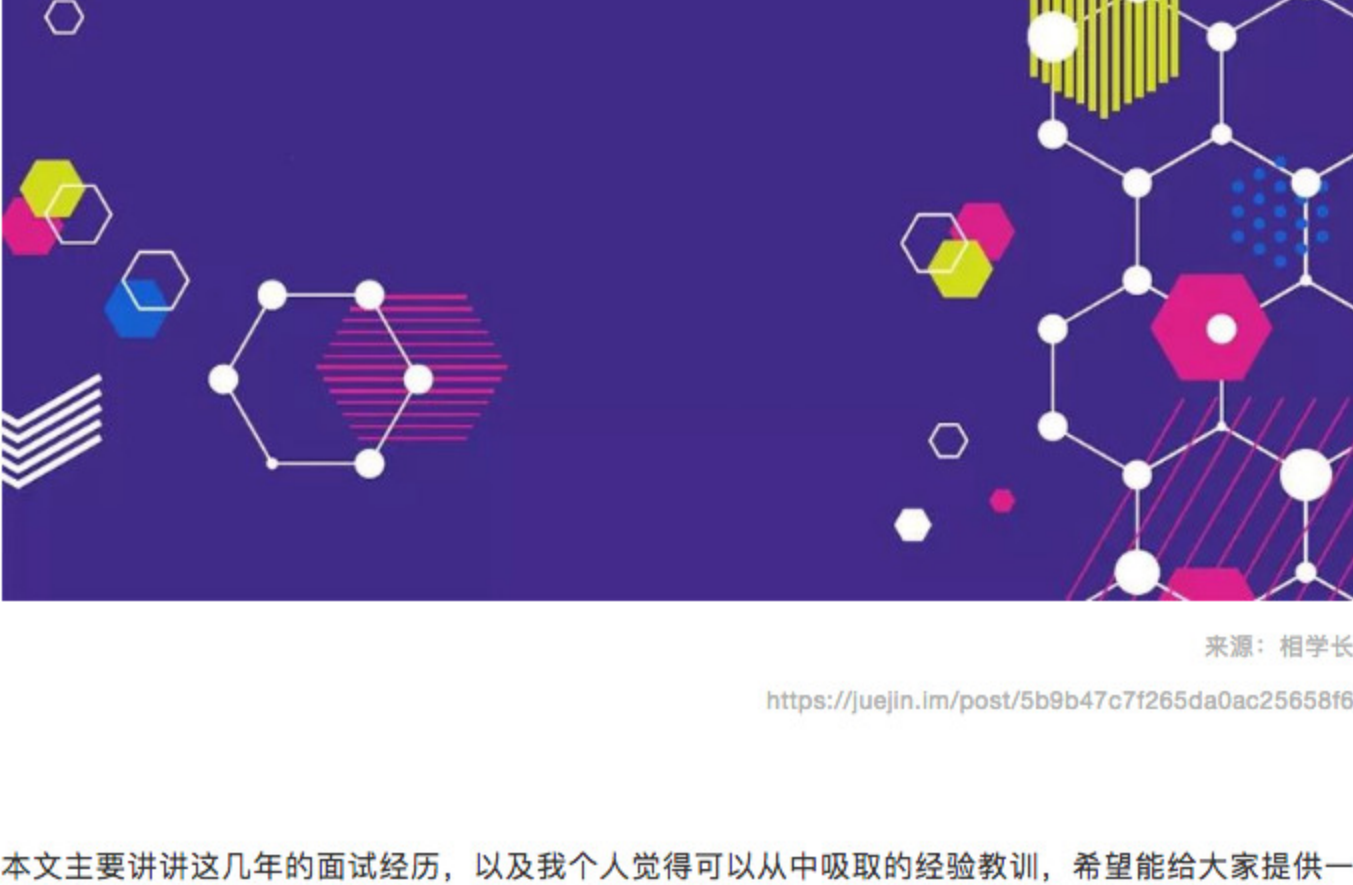 来源：相学长
https://juejin.im/post/5b9b47c7f265da0ac25658f6
本文主要讲讲这几年的面试经历，以及我个人觉得可以从中吸取的经验教训，希望能给大家提供一